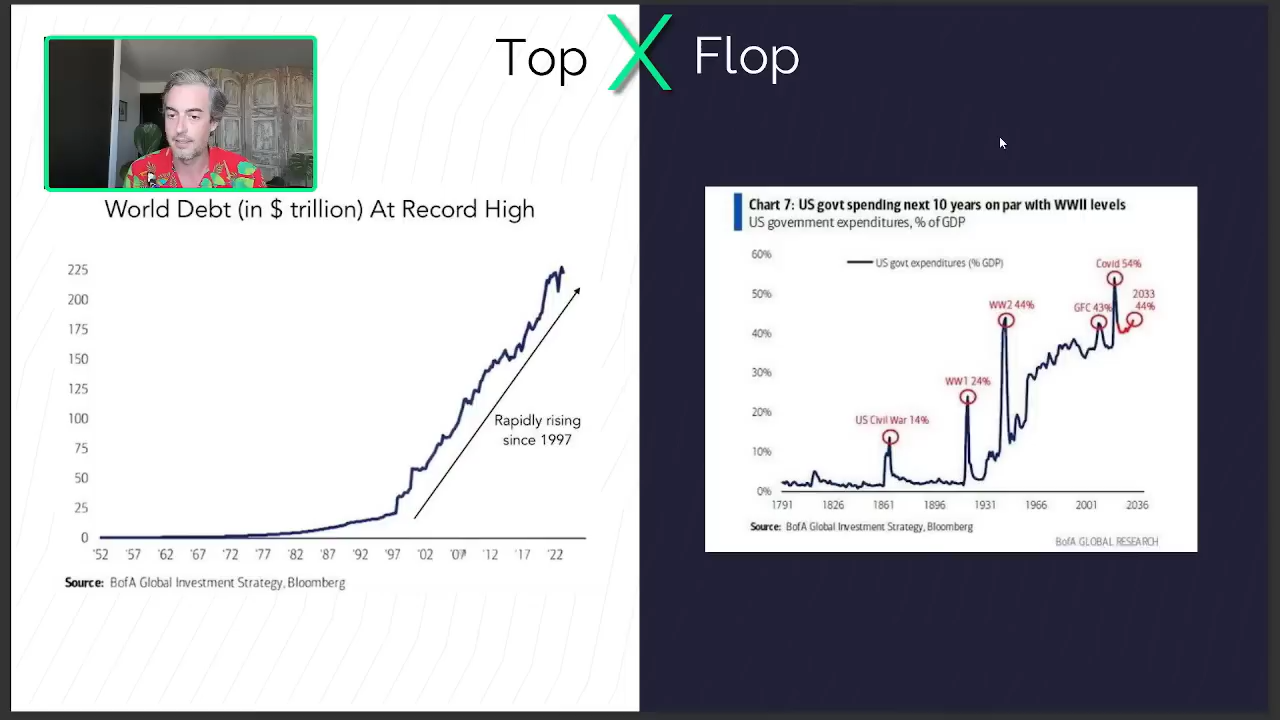 Top X Flop
World Debt (in $ trillion) At Record High
225
200
175
150
125
100
75
50
25
0
Rapidly rising
since 1997
'52 '57 '62 '67 '72 '77 '82 '87 '92 '97 '02 '07 '12 '17 '22
Source: BofA Global Investment Strategy, Bloomberg
Chart 7: US govt spending next 10 years on par with WWII levels
US government expenditures, % of GDP
60%
50%
40%
30%
20%
10%
0%
US govt expenditures (% GDP)
US Civil War 14%
WW1 24%
WW2 44%
GFC 43%
Covid 54%
2033
44%
1791 1826 1861 1896 1931 1966 2001 2036
Source: BofA Global Investment Strategy, Bloomberg
BofA GLOBAL RESEARCH